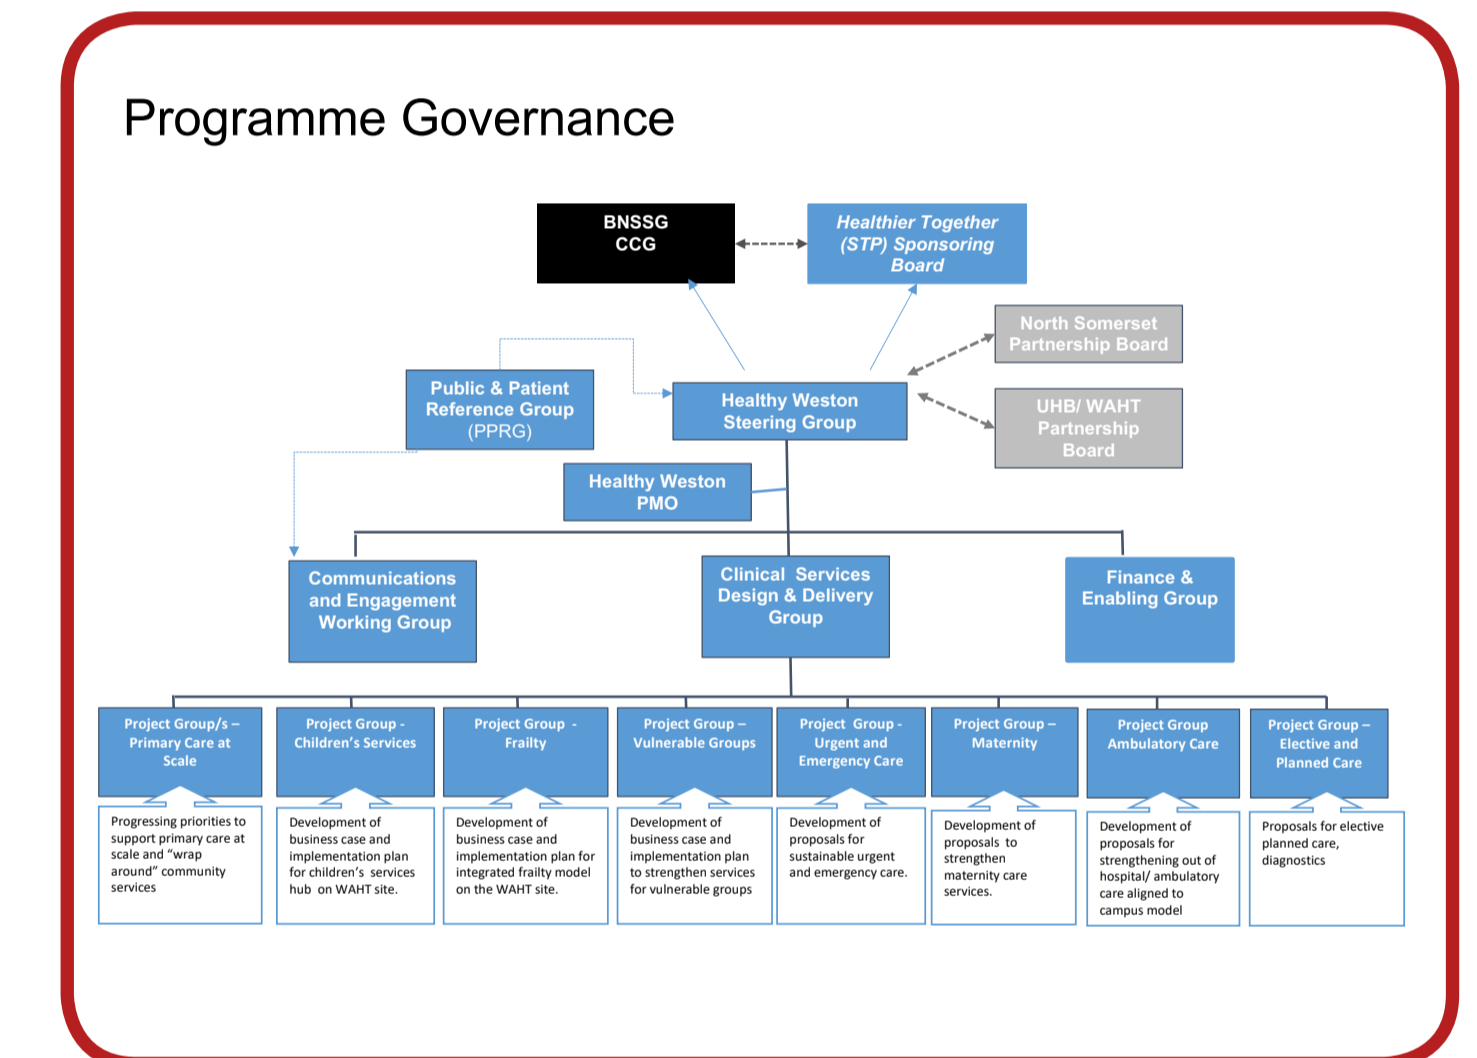 Programme Governance
BNSSG
CCG
Healthier Together
(STP) Sponsoring
Board
North Somerset
Partnership Board
Public & Patient
Reference Group
(PPRG)
Healthy Weston
Steering Group
UHB/ WAHT
Partnership
Board
Healthy Weston
PMO
Communications
and Engagement
Working Group
Clinical  Services
Design & Delivery
Group
Finance &
Enabling Group
Project Group/s –
Primary Care at
Scale
Project Group -
Children’s Services
Project Group  -
Frailty
Project Group –
Vulnerable Groups
Project  Group -
Urgent and
Emergency Care
Project Group –
Maternity
Project Group
Ambulatory Care
Project Group –
Elective and
Planned Care
Progressing priorities to
support primary care at
scale and “wrap
around” community
services
Development of
business case and
implementation plan
for children’s  services
hub  on WAHT site.
Development of
business case and
implementation plan for
integrated frailty model
on the WAHT site.
Development of
business case and
implementation plan
to strengthen services
for vulnerable groups
Development of
proposals for
sustainable urgent
and emergency care.
Development of
proposals  to
strengthen
maternity care
services.
Development of
proposals for
strengthening out of
hospital/ ambulatory
care aligned to
campus model
Proposals for elective
planned care,
diagnostics